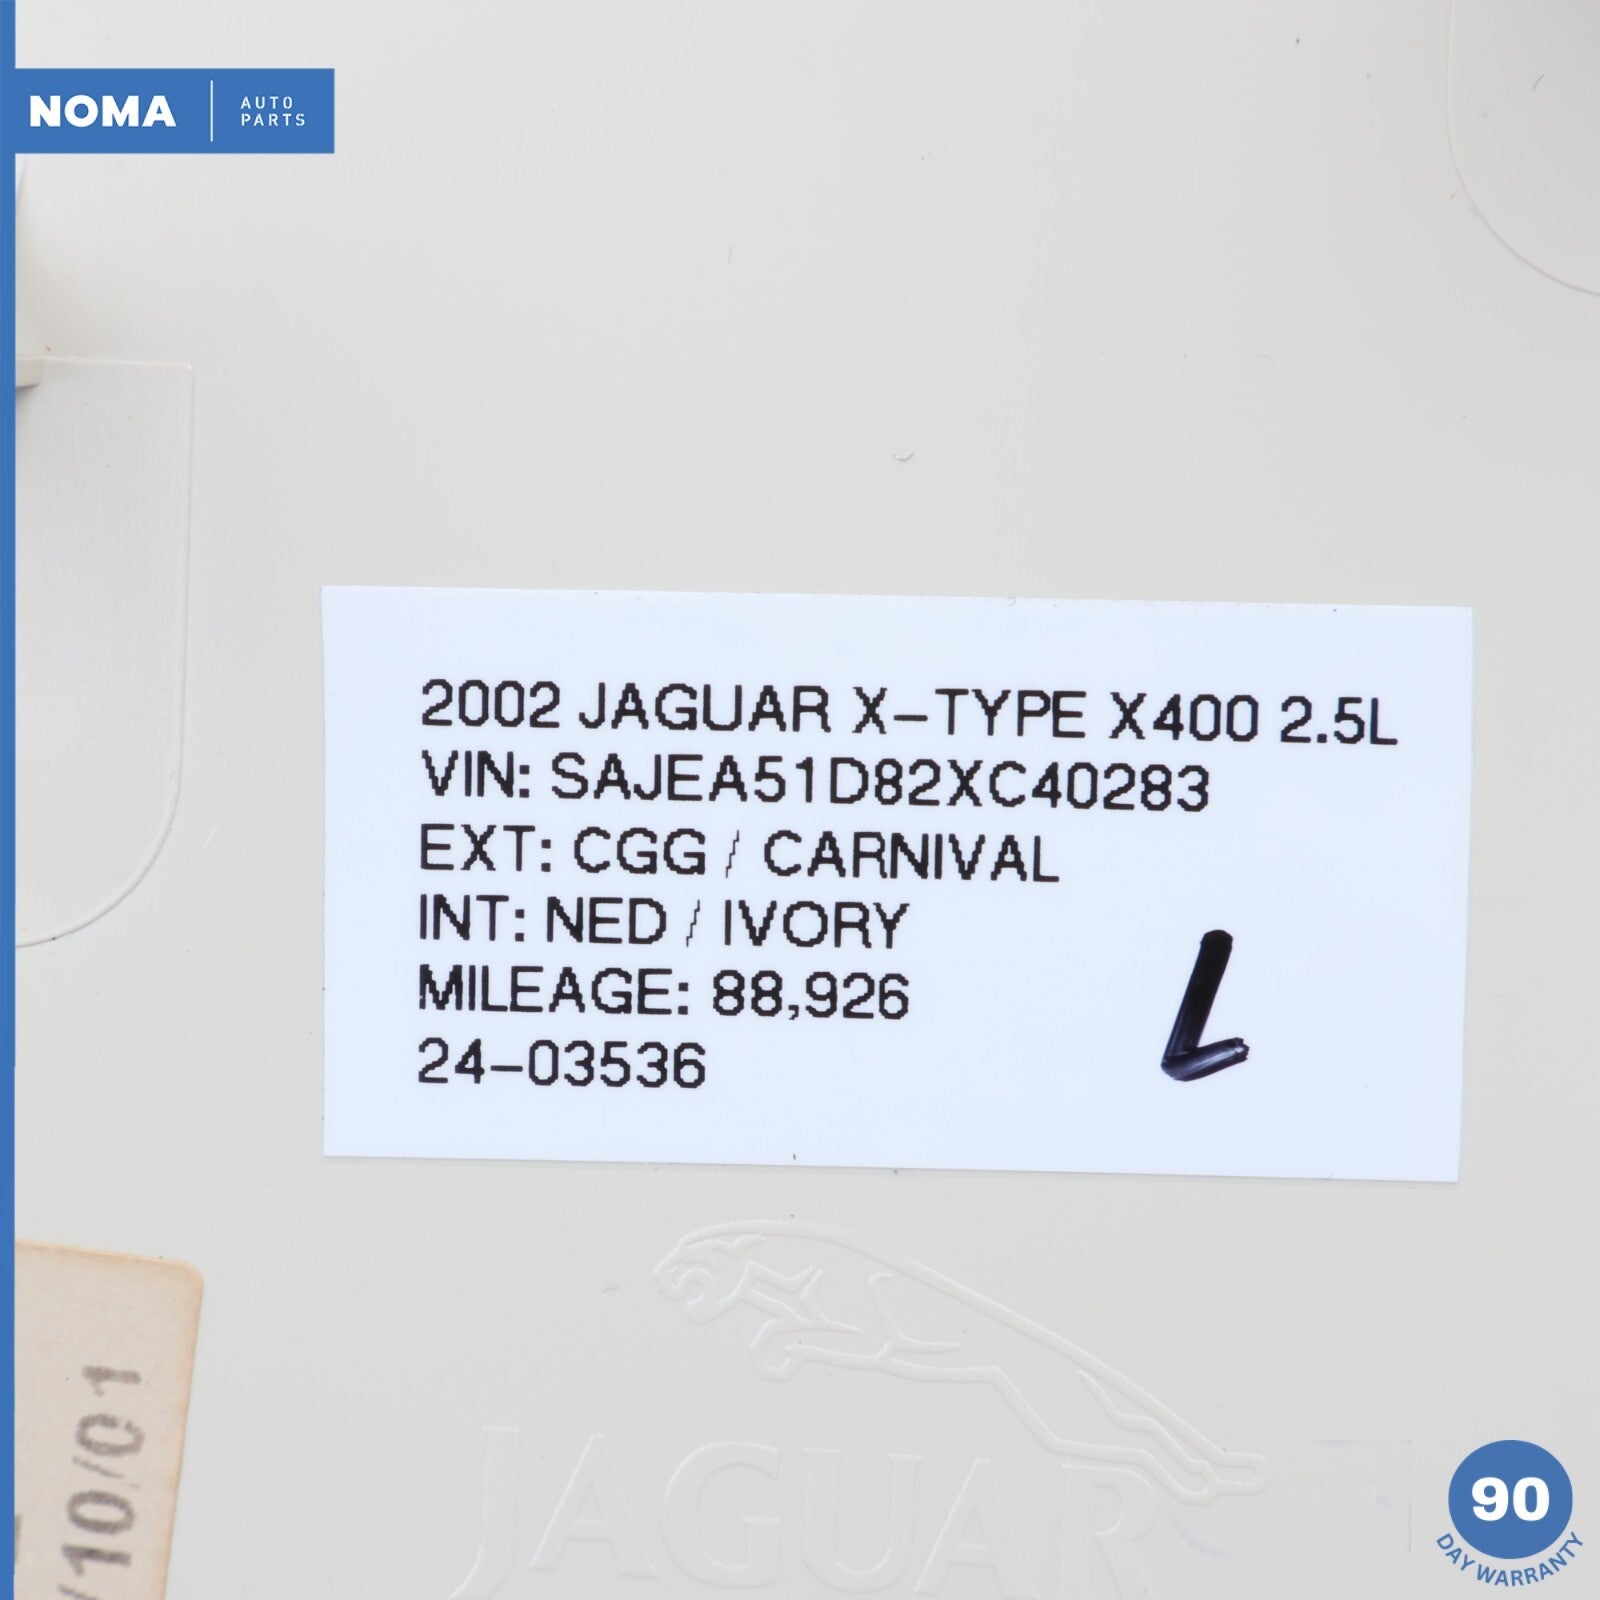 NOMA
AUTO
PARTS
2002 JAGUAR X-TYPE X400 2.5L
VIN: SAJEA51D82XC40283
EXT: CGG / CARNIVAL
INT: NED / IVORY
MILEAGE: 88,926
24-03536
L
JAGUAR
/10/01
90
DAY WARRANTY